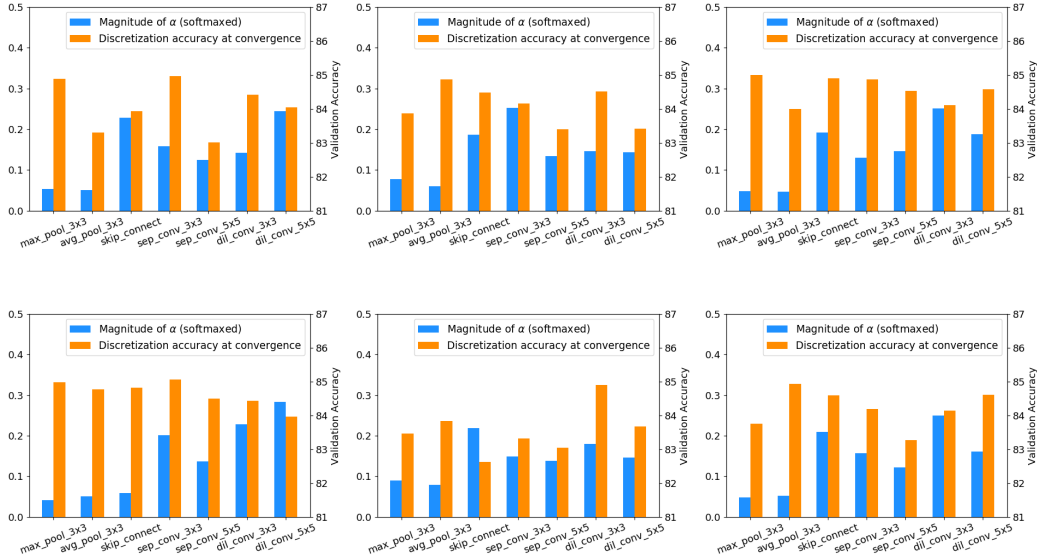 0.5 87 0.5 87 0.5 87
Magnitude of α (softmaxed) Magnitude of α (softmaxed) Magnitude of α (softmaxed)
Discretization accuracy at convergence Discretization accuracy at convergence Discretization accuracy at convergence
0.4 86 0.4 86 0.4 86
85 85 85
0.3 0.3 0.3
84 84 84
0.2 0.2 0.2
83 83 83
0.1 82 0.1 82 0.1 82
0.0 81 0.0 81 0.0 81
Validation Accuracy Validation Accuracy Validation Accuracy
max_pool_3x3 avg_pool_3x3 skip_connect sep_conv_3x3 sep_conv_5x5 dil_conv_3x3 dil_conv_5x5
max_pool_3x3 avg_pool_3x3 skip_connect sep_conv_3x3 sep_conv_5x5 dil_conv_3x3 dil_conv_5x5
max_pool_3x3 avg_pool_3x3 skip_connect sep_conv_3x3 sep_conv_5x5 dil_conv_3x3 dil_conv_5x5
0.5 87 0.5 87 0.5 87
Magnitude of α (softmaxed) Magnitude of α (softmaxed) Magnitude of α (softmaxed)
Discretization accuracy at convergence Discretization accuracy at convergence Discretization accuracy at convergence
0.4 86 0.4 86 0.4 86
85 85 85
0.3 0.3 0.3
84 84 84
0.2 0.2 0.2
83 83 83
0.1 82 0.1 82 0.1 82
0.0 81 0.0 81 0.0 81
Validation Accuracy Validation Accuracy Validation Accuracy
max_pool_3x3 avg_pool_3x3 skip_connect sep_conv_3x3 sep_conv_5x5 dil_conv_3x3 dil_conv_5x5
max_pool_3x3 avg_pool_3x3 skip_connect sep_conv_3x3 sep_conv_5x5 dil_conv_3x3 dil_conv_5x5
max_pool_3x3 avg_pool_3x3 skip_connect sep_conv_3x3 sep_conv_5x5 dil_conv_3x3 dil_conv_5x5